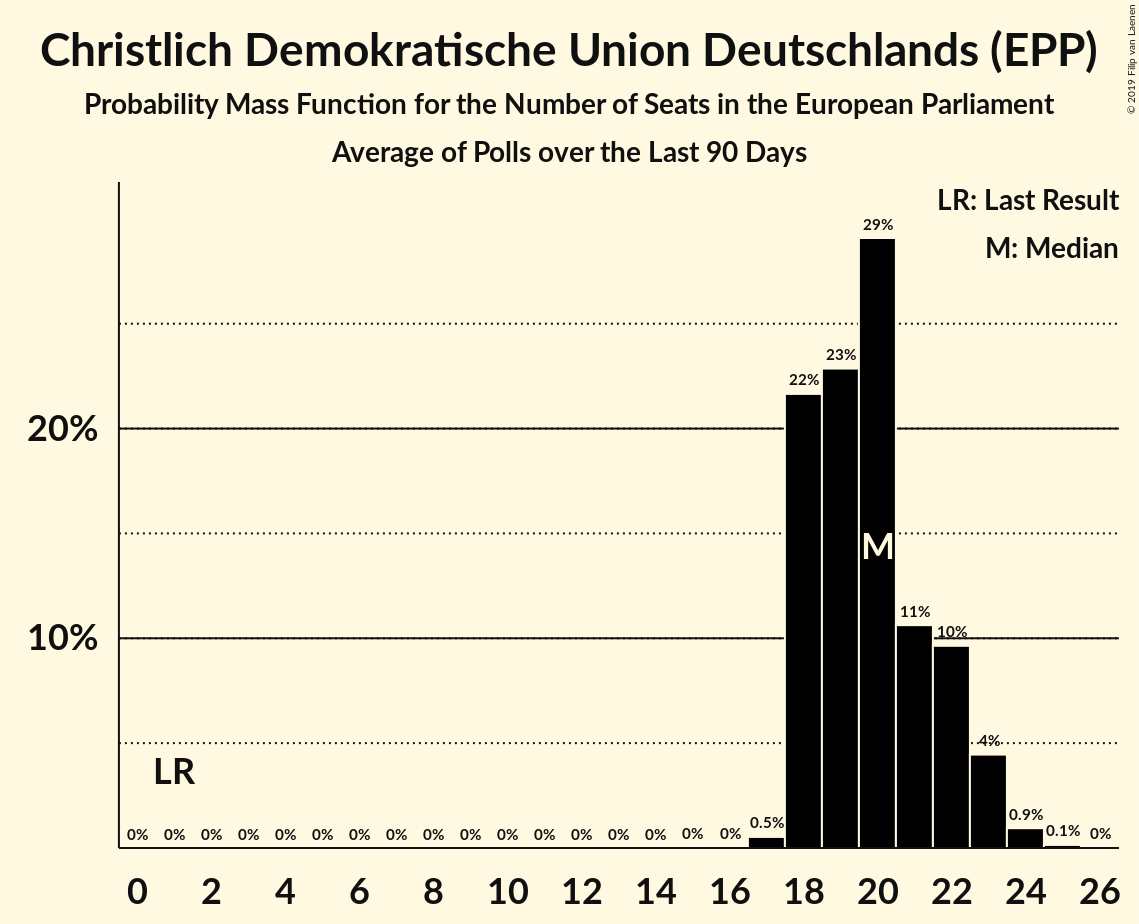 Christlich Demokratische Union Deutschlands (EPP)
Probability Mass Function for the Number of Seats in the European Parliament
Average of Polls over the Last 90 Days
© 2019 Filip van Laenen
LR: Last Result
M: Median
29%
23%
22%
20%
M
11%
10%
10%
4%
LR
0% 0% 0% 0% 0% 0% 0% 0% 0% 0% 0% 0% 0% 0% 0% 0% 0% 0.5% 0.9% 0.1% 0%
0 2 4 6 8 10 12 14 16 18 20 22 24 26